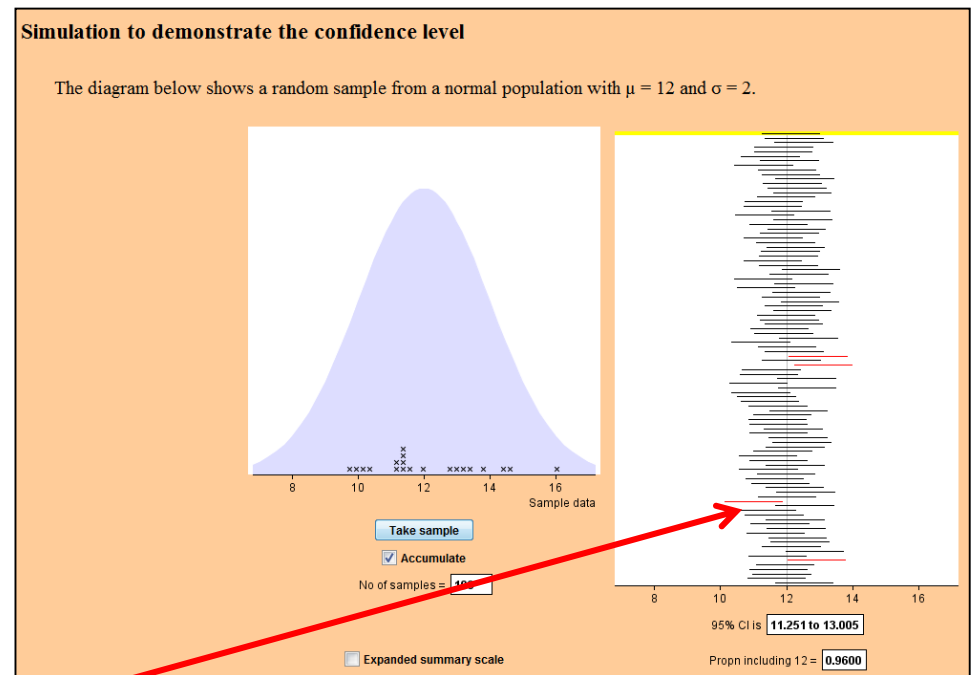 Simulation to demonstrate the confidence level
The diagram below shows a random sample from a normal population with μ = 12 and σ = 2.
8 10 12 14 16
Sample data
Take sample
Accumulate
No of samples =
Expanded summary scale
8 10 12 14 16
95% CI is 11.251 to 13.005
Propn including 12 = 0.9600